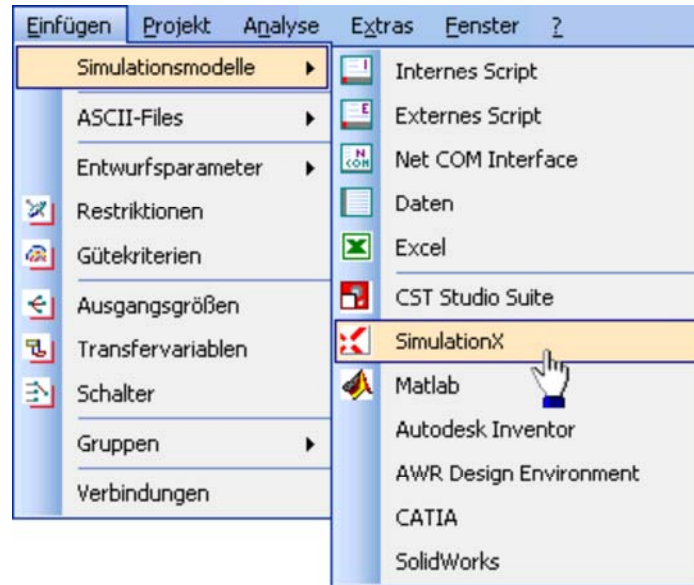 Einfügen Projekt Analyse Extras Fenster ?
Simulationsmodelle
ASCII-Files
Entwurfsparameter
Restriktionen
Gütekriterien
Ausgangsgrößen
Transfervariablen
Schalter
Gruppen
Verbindungen
Internes Script
Externes Script
Net COM Interface
Daten
Excel
CST Studio Suite
SimulationX
Matlab
Autodesk Inventor
AWR Design Environment
CATIA
SolidWorks